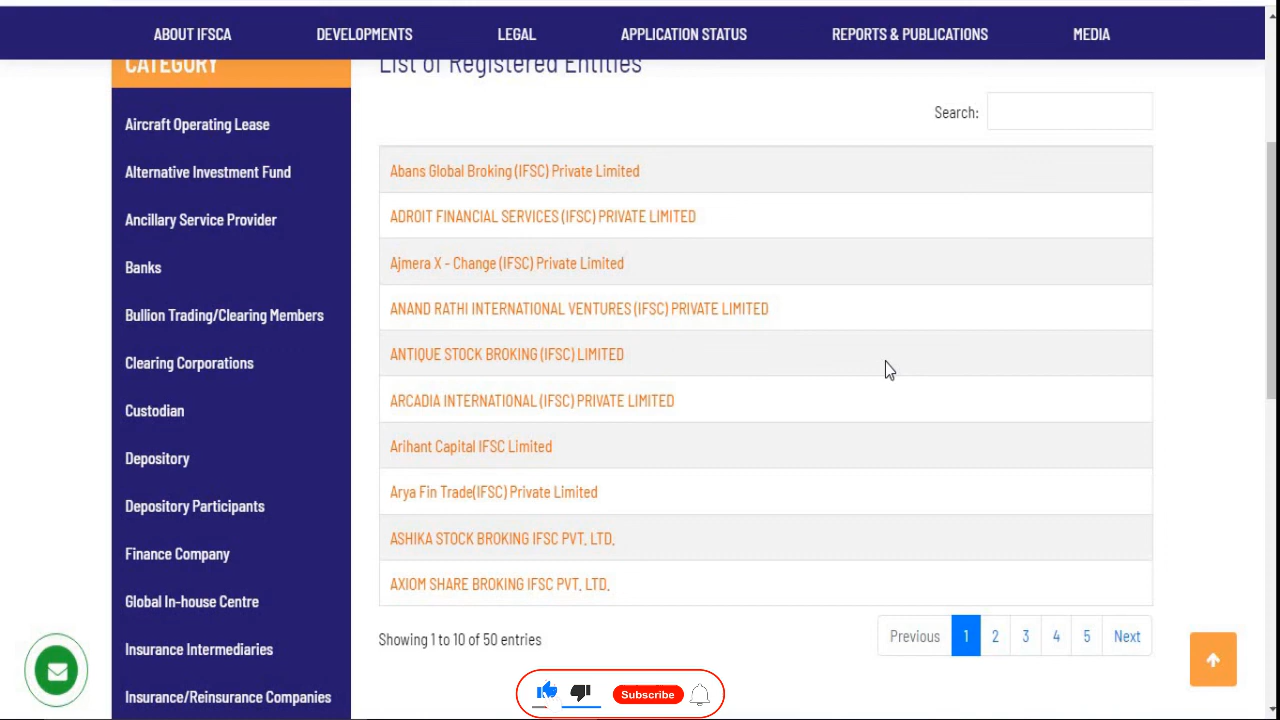 ABOUT IFSCA DEVELOPMENTS LEGAL APPLICATION STATUS REPORTS & PUBLICATIONS MEDIA
CATEGORY
Aircraft Operating Lease
Alternative Investment Fund
Ancillary Service Provider
Banks
Bullion Trading/Clearing Members
Clearing Corporations
Custodian
Depository
Depository Participants
Finance Company
Global In-house Centre
Insurance Intermediaries
Insurance/Reinsurance Companies
List of Registered Entities
Search:
Abans Global Broking (IFSC) Private Limited
ADROIT FINANCIAL SERVICES (IFSC) PRIVATE LIMITED
Ajmera X - Change (IFSC) Private Limited
ANAND RATHI INTERNATIONAL VENTURES (IFSC) PRIVATE LIMITED
ANTIQUE STOCK BROKING (IFSC) LIMITED
ARCADIA INTERNATIONAL (IFSC) PRIVATE LIMITED
Arihant Capital IFSC Limited
Arya Fin Trade(IFSC) Private Limited
ASHIKA STOCK BROKING IFSC PVT. LTD.
AXIOM SHARE BROKING IFSC PVT. LTD.
Showing 1 to 10 of 50 entries
Previous 1 2 3 4 5 Next
Subscribe